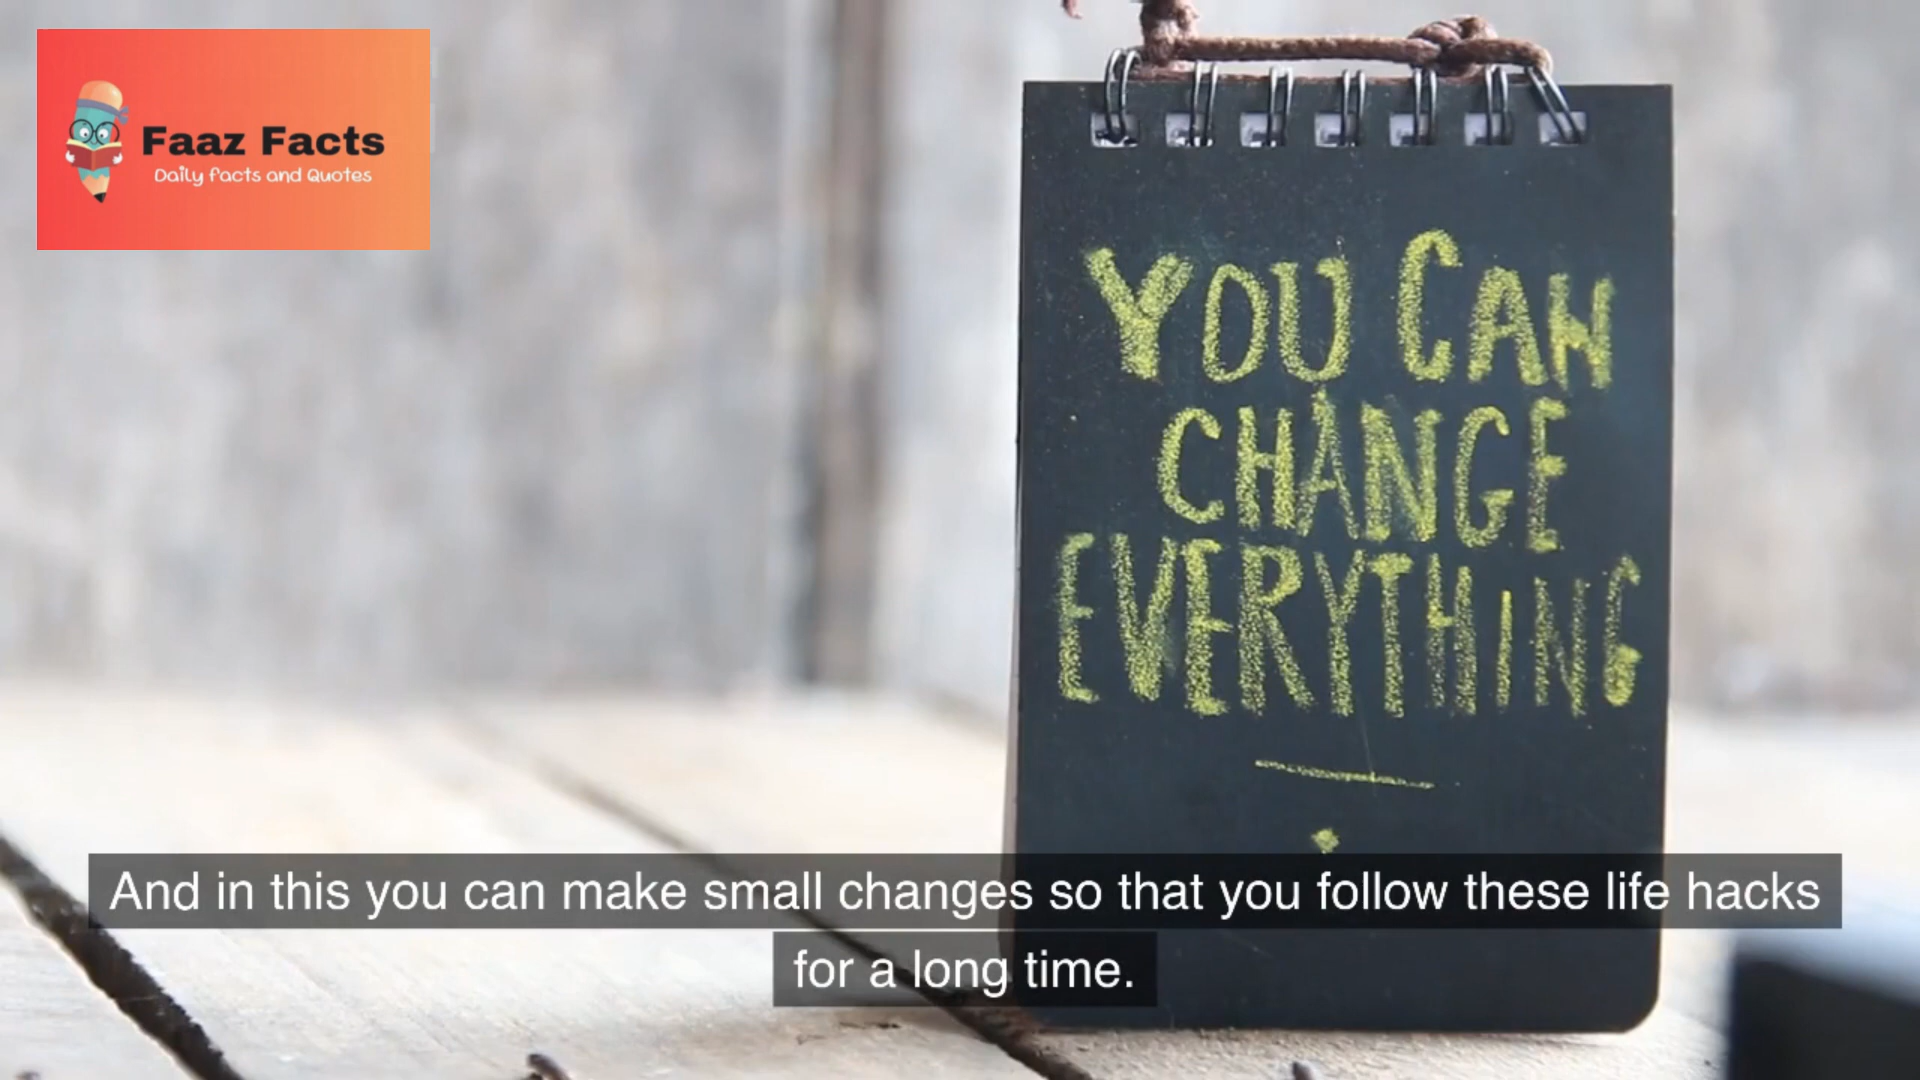 Faaz Facts
Daily facts and Quotes
YOU CAN
CHANGE
EVERYTHING
And in this you can make small changes so that you follow these life hacks
for a long time.